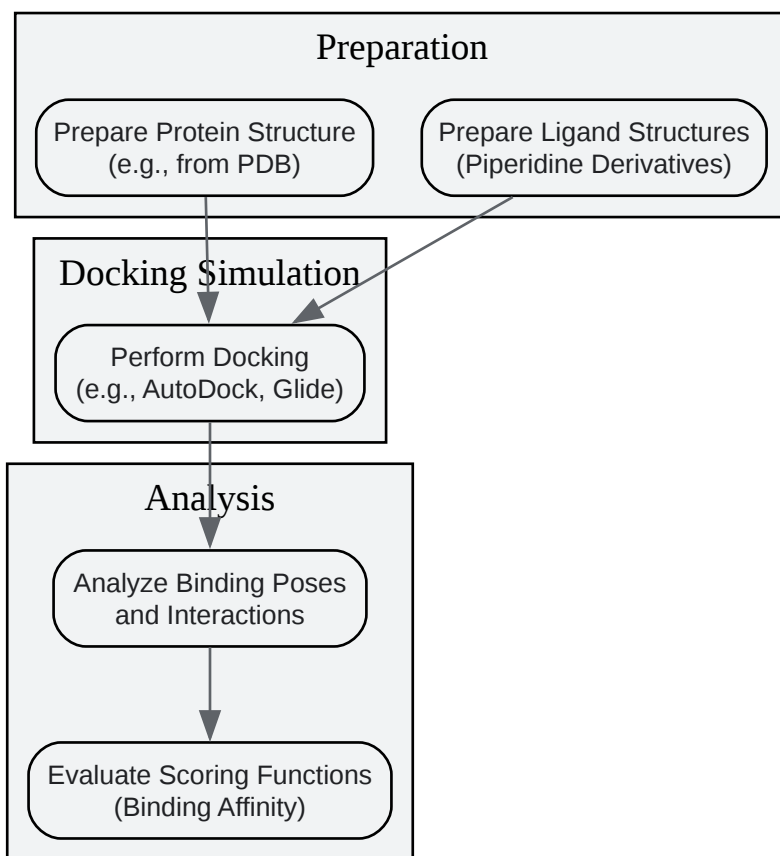 Preparation
Prepare Protein Structure
(e.g., from PDB)
Prepare Ligand Structures
(Piperidine Derivatives)
Docking Simulation
Perform Docking
(e.g., AutoDock, Glide)
Analysis
Analyze Binding Poses
and Interactions
Evaluate Scoring Functions
(Binding Affinity)